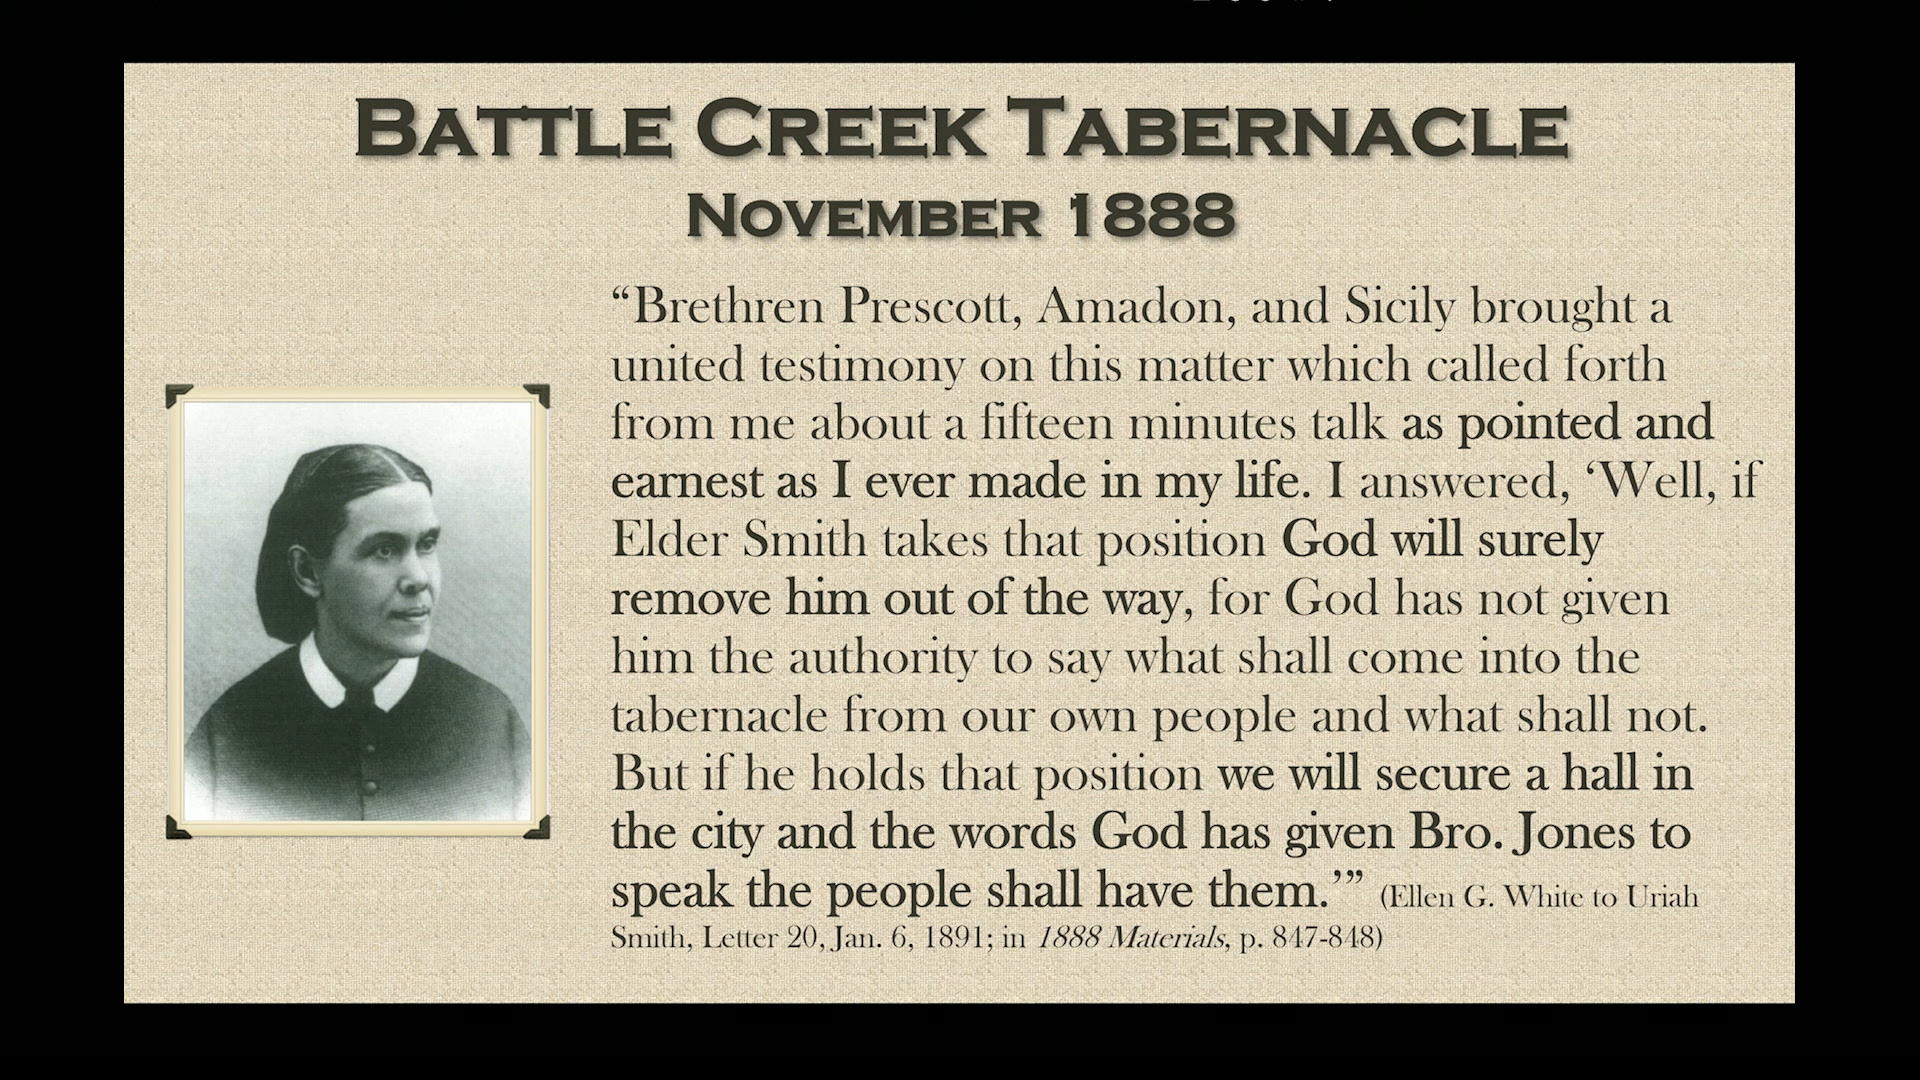 Battle Creek Tabernacle
November 1888
“Brethren Prescott, Amadon, and Sicily brought a
united testimony on this matter which called forth
from me about a fifteen minutes talk as pointed and
earnest as I ever made in my life. I answered, ‘Well, if
Elder Smith takes that position God will surely
remove him out of the way, for God has not given
him the authority to say what shall come into the
tabernacle from our own people and what shall not.
But if he holds that position we will secure a hall in
the city and the words God has given Bro. Jones to
speak the people shall have them.’” (Ellen G. White to Uriah
Smith, Letter 20, Jan. 6, 1891; in 1888 Materials, p. 847-848)